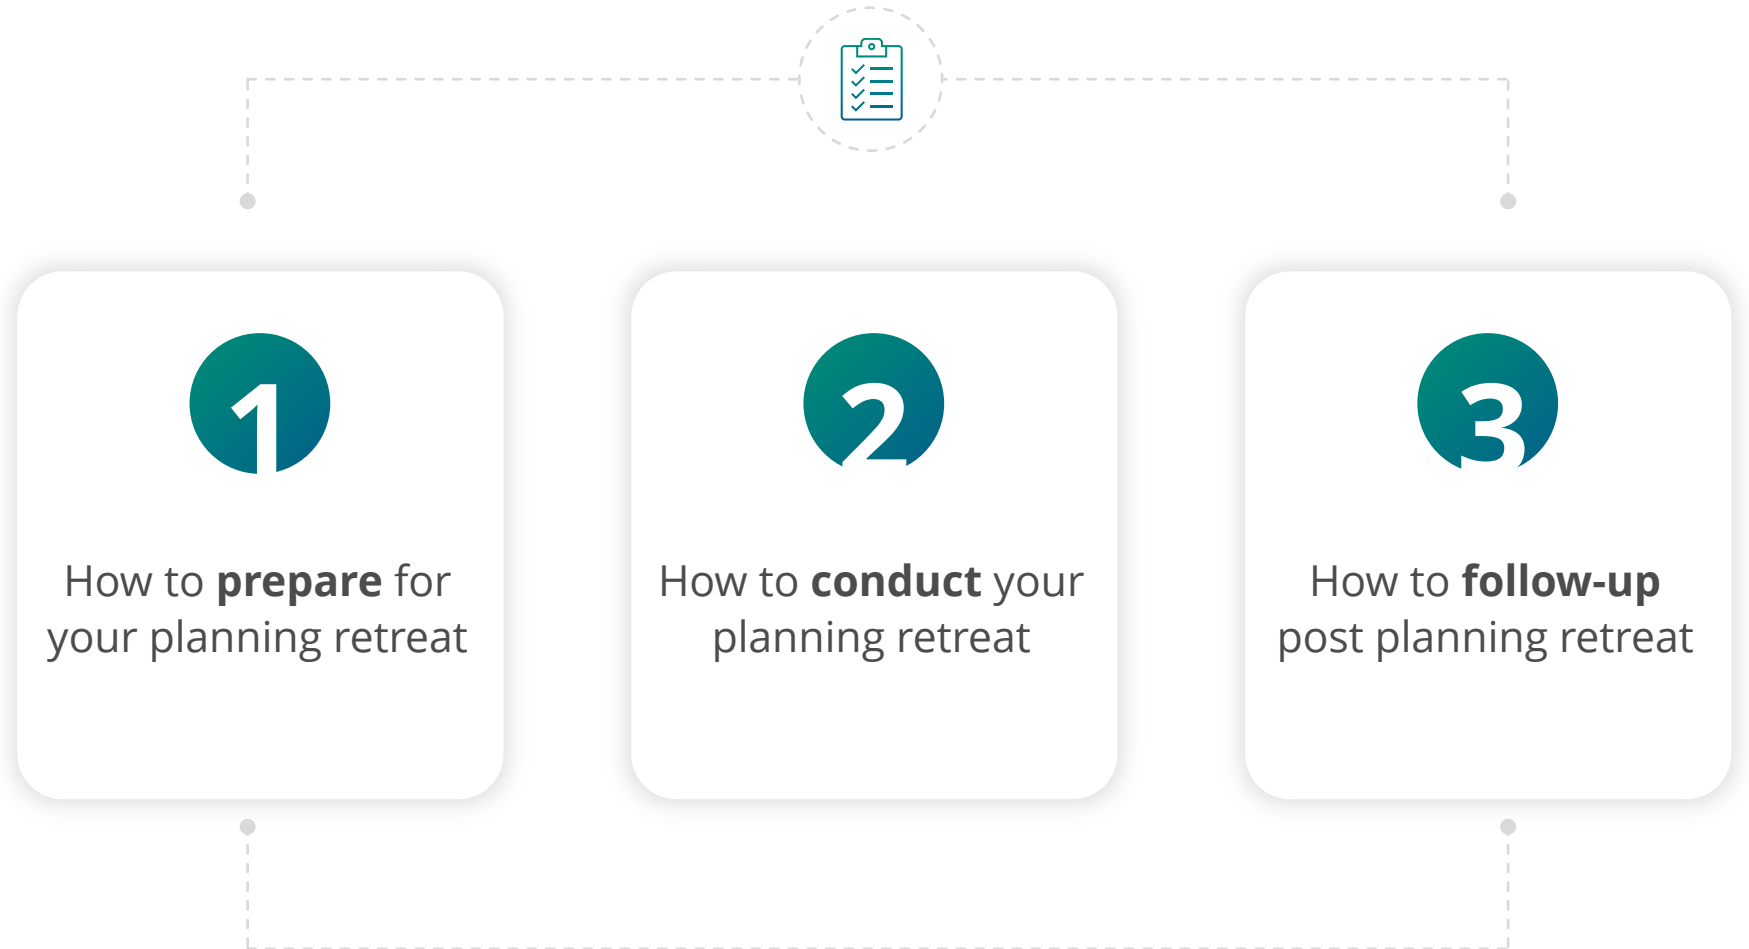 1
How to prepare for
your planning retreat
2
How to conduct your
planning retreat
3
How to follow-up
post planning retreat